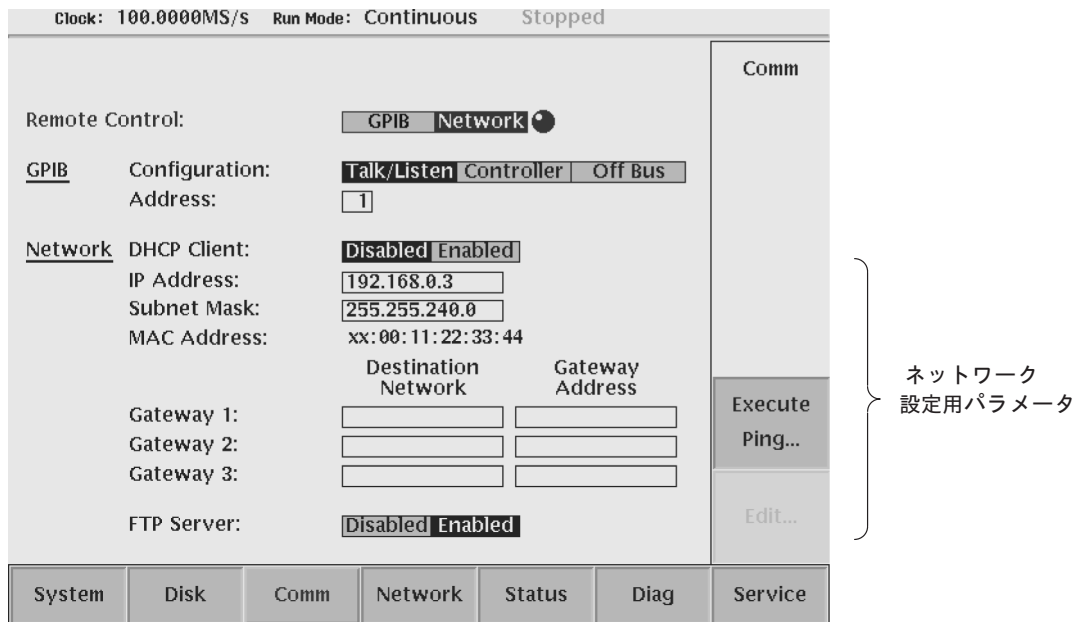 Clock: 100.0000MS/s Run Mode: Continuous Stopped
Comm
Remote Control: GPIB Network
GPIB Configuration: Talk/Listen Controller Off Bus
Address: 1
Network DHCP Client: Disabled Enabled
IP Address: 192.168.0.3
Subnet Mask: 255.255.240.0
MAC Address: xx:00:11:22:33:44
Destination Network Gateway Address
Gateway 1:
Gateway 2:
Gateway 3:
FTP Server: Disabled Enabled
Execute
Ping...
Edit...
ネットワーク
設定用パラメータ
System Disk Comm Network Status Diag Service